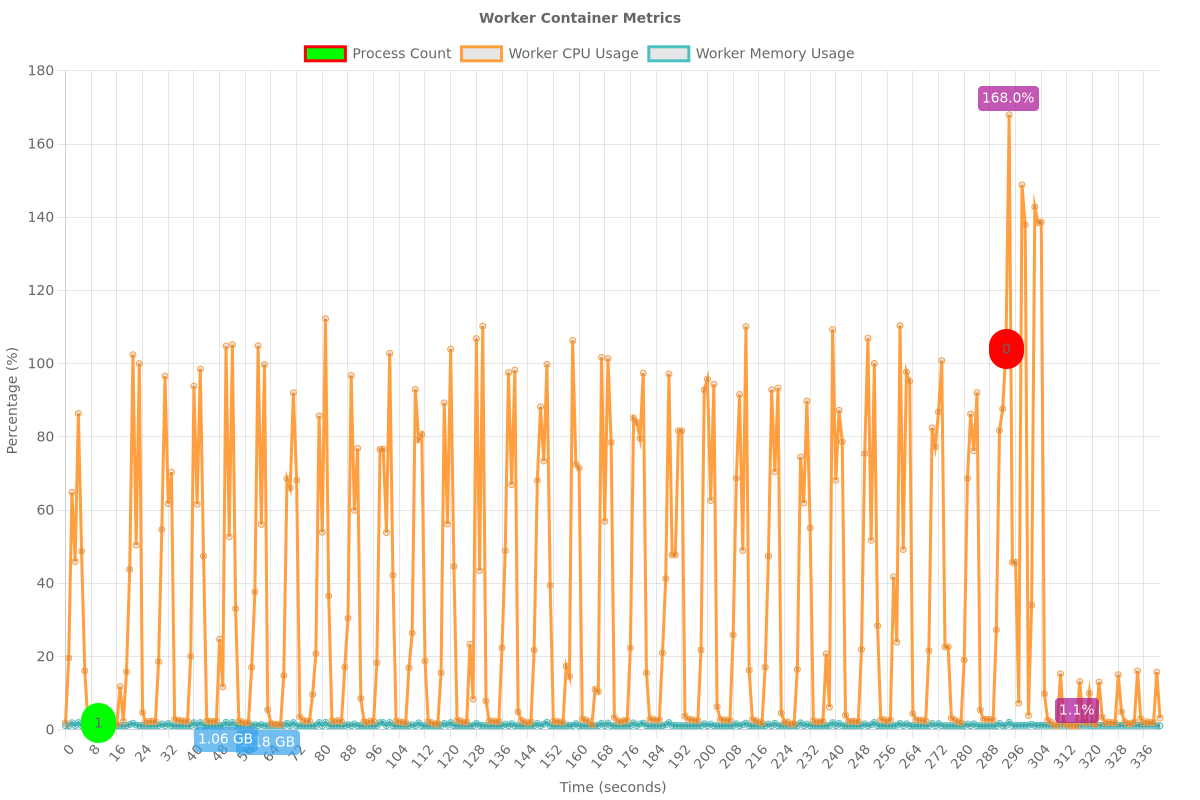 Worker Container Metrics
Process Count Worker CPU Usage Worker Memory Usage
180
160
140
120
100
80
60
40
20
0
Percentage (%)
168.0%
0
1
1.1%
1.06 GB
8 GB
0 8 16 24 32 40 48 56 64 72 80 88 96 104 112 120 128 136 144 152 160 168 176 184 192 200 208 216 224 232 240 248 256 264 272 280 288 296 304 312 320 328 336
Time (seconds)